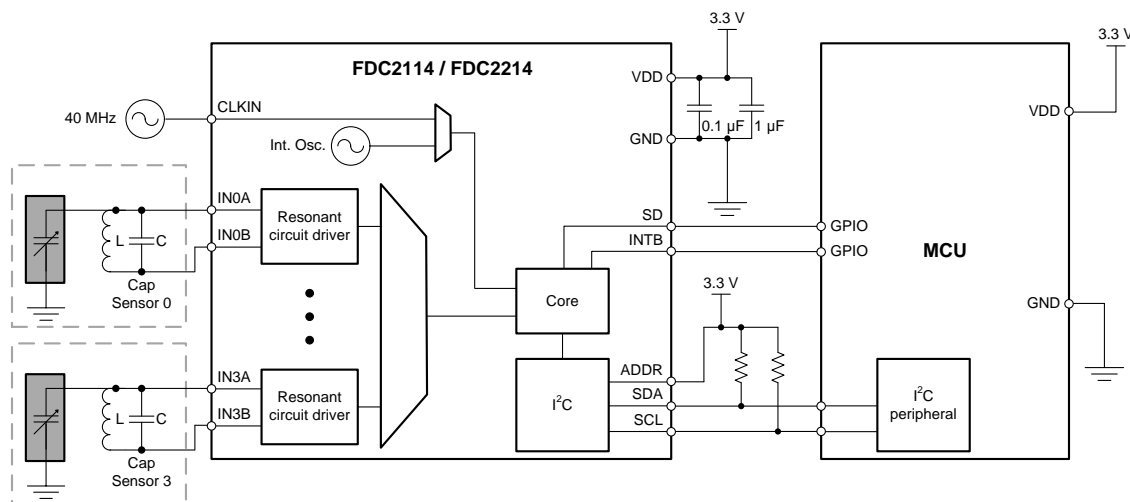 FDC2114 / FDC2214
3.3 V
3.3 V
VDD
VDD
40 MHz
CLKIN
0.1 µF
1 µF
Int. Osc.
GND
IN0A
Resonant
circuit driver
IN0B
L
C
Cap
Sensor 0
SD
GPIO
INTB
GPIO
MCU
Core
3.3 V
GND
IN3A
Resonant
circuit driver
IN3B
L
C
Cap
Sensor 3
I²C
ADDR
SDA
SCL
I²C
peripheral